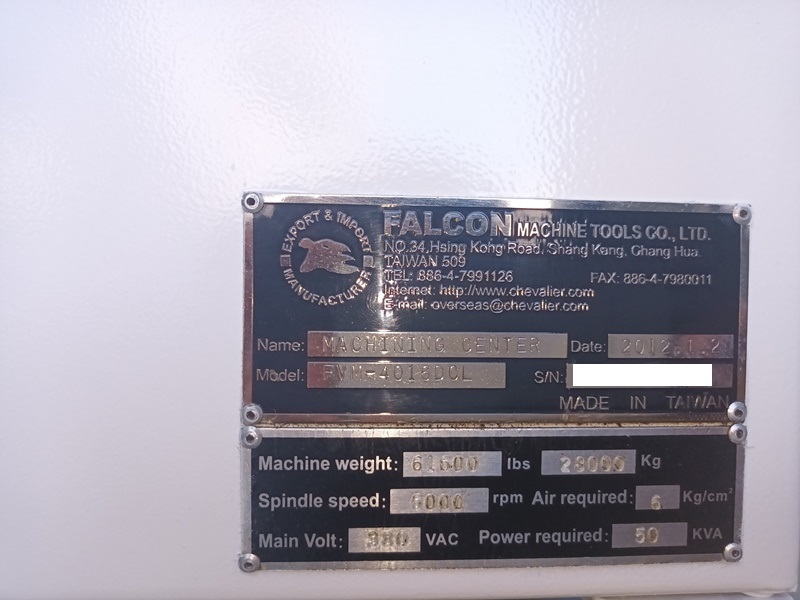 EXPORT & IMPORT
MANUFACTURER
FALCON MACHINE TOOLS CO., LTD.
NO.34,Hsing Kong Road, Shang Kang, Chang Hua.
TAIWAN 509
TEL: 886-4-7991126 FAX: 886-4-7980011
Internet: http://www.chevalier.com
E-mail: overseas@chevalier.com
Name: MACHINING CENTER Date: 2012.1.2
Model: FVM-4018DCL S/N:
MADE IN TAIWAN
Machine weight: 61600 lbs 28000 Kg
Spindle speed: 6000 rpm Air required: 6 Kg/cm²
Main Volt: 380 VAC Power required: 50 KVA